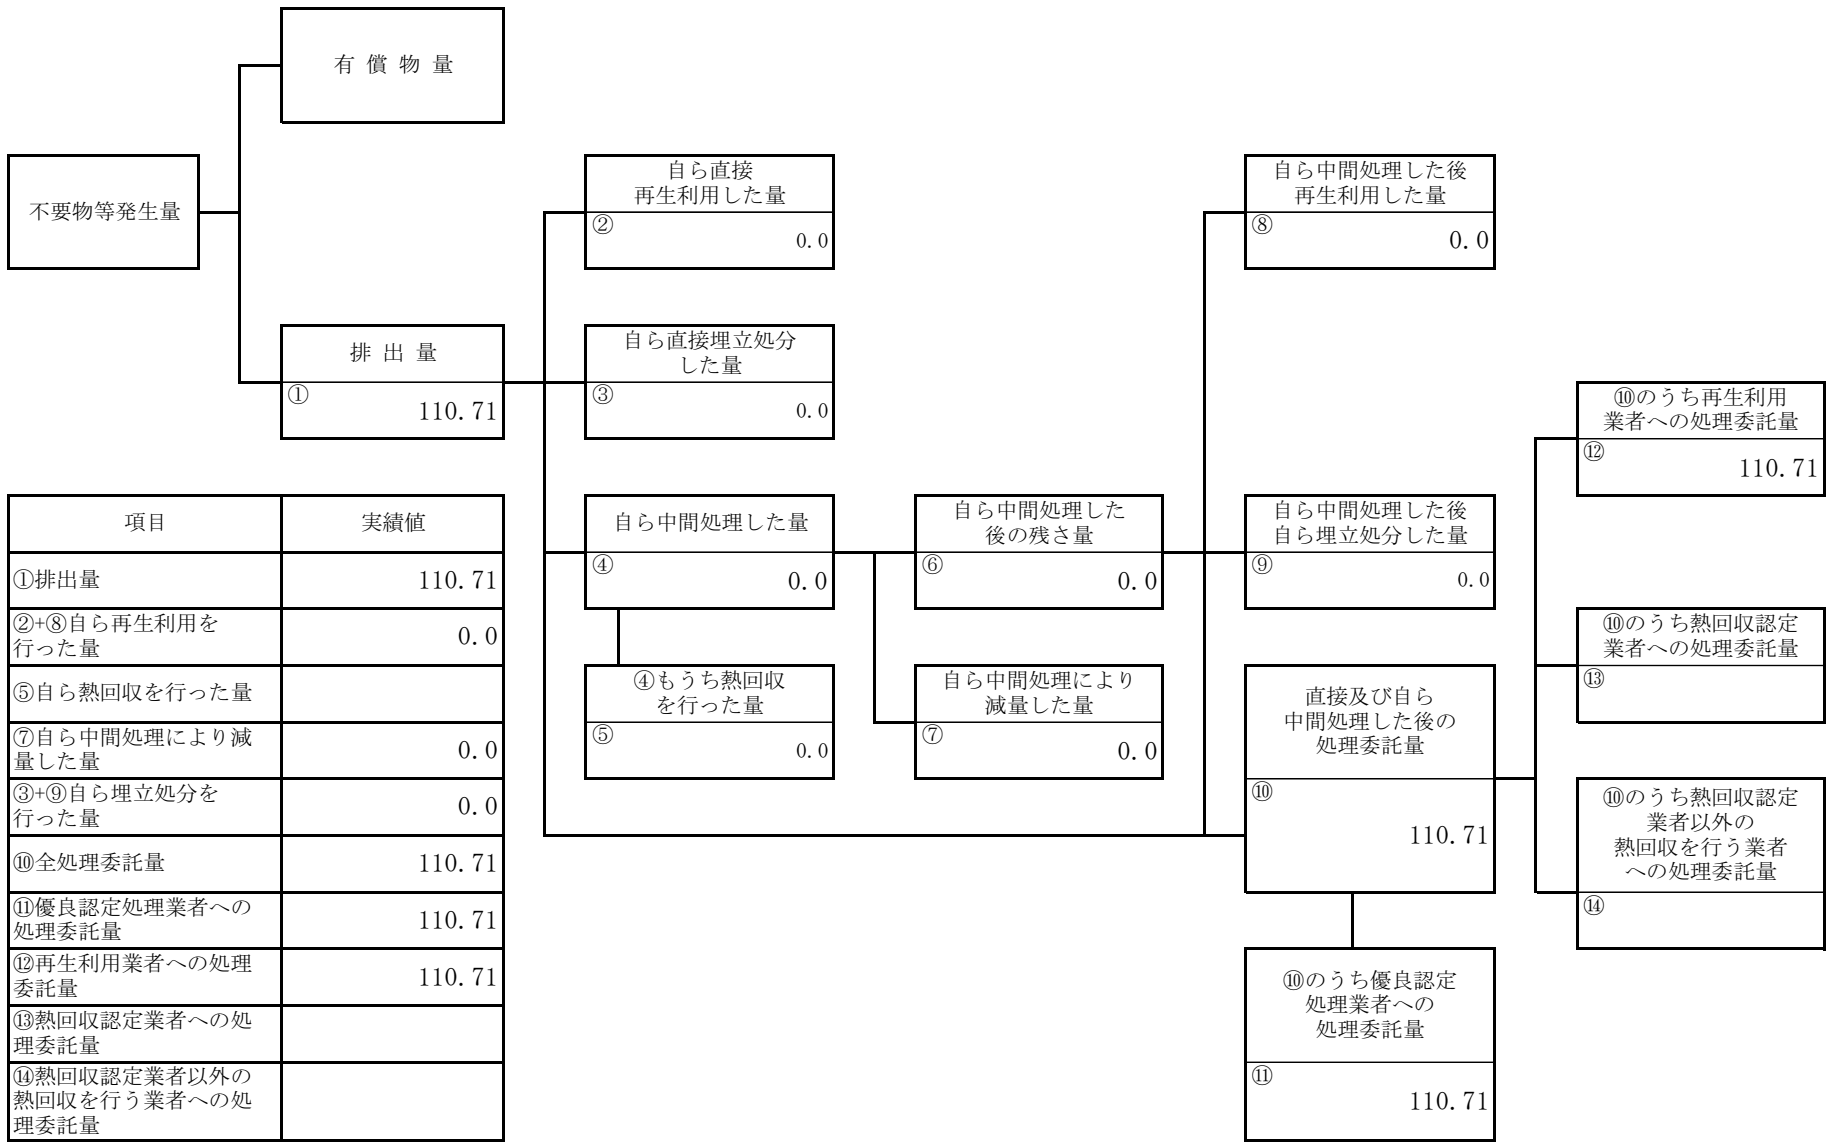 有償物量
不要物等発生量
排出量
①
110.71
自ら直接
再生利用した量
②
0.0
自ら直接埋立処分
した量
③
0.0
自ら中間処理した量
④
0.0
④もうち熱回収
を行った量
⑤
0.0
自ら中間処理した
後の残さ量
⑥
0.0
自ら中間処理により
減量した量
⑦
0.0
自ら中間処理した後
再生利用した量
⑧
0.0
自ら中間処理した後
自ら埋立処分した量
⑨
0.0
直接及び自ら
中間処理した後の
処理委託量
⑩
110.71
⑩のうち優良認定
処理業者への
処理委託量
⑪
110.71
⑩のうち再生利用
業者への処理委託量
⑫
110.71
⑩のうち熱回収認定
業者への処理委託量
⑬
⑩のうち熱回収認定
業者以外の
熱回収を行う業者
への処理委託量
⑭
項目 実績値
①排出量 110.71
②+⑧自ら再生利用を
行った量 0.0
⑤自ら熱回収を行った量
⑦自ら中間処理により減
量した量 0.0
③+⑨自ら埋立処分を
行った量 0.0
⑩全処理委託量 110.71
⑪優良認定処理業者への
処理委託量 110.71
⑫再生利用業者への処理
委託量 110.71
⑬熱回収認定業者への処
理委託量
⑭熱回収認定業者以外の
熱回収を行う業者への処
理委託量